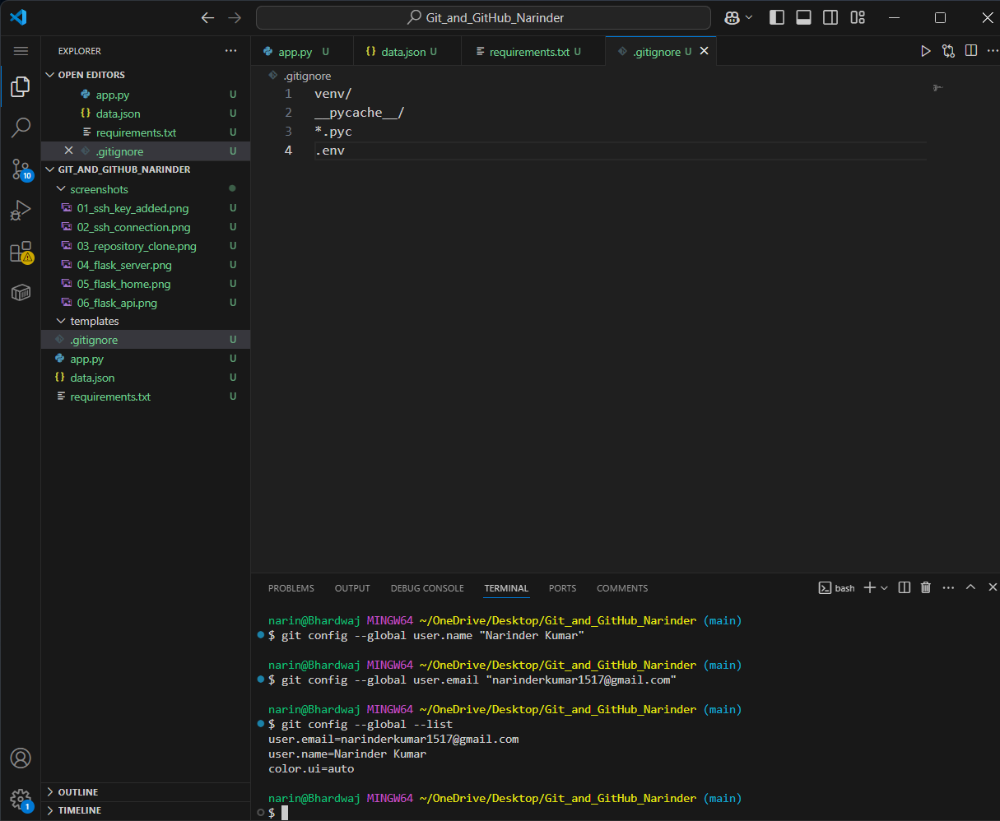 Git_and_GitHub_Narinder
EXPLORER
OPEN EDITORS
app.py U
data.json U
requirements.txt U
.gitignore U
GIT_AND_GITHUB_NARINDER
screenshots
01_ssh_key_added.png U
02_ssh_connection.png U
03_repository_clone.png U
04_flask_server.png U
05_flask_home.png U
06_flask_api.png U
templates
.gitignore U
app.py U
data.json U
requirements.txt U
OUTLINE
TIMELINE
10
1
app.py U
data.json U
requirements.txt U
.gitignore U
.gitignore
1 venv/
2 __pycache__/
3 *.pyc
4 .env
PROBLEMS OUTPUT DEBUG CONSOLE TERMINAL PORTS COMMENTS
bash
narin@Bhardwaj MINGW64 ~/OneDrive/Desktop/Git_and_GitHub_Narinder (main)
$ git config --global user.name "Narinder Kumar"
narin@Bhardwaj MINGW64 ~/OneDrive/Desktop/Git_and_GitHub_Narinder (main)
$ git config --global user.email "narinderkumar1517@gmail.com"
narin@Bhardwaj MINGW64 ~/OneDrive/Desktop/Git_and_GitHub_Narinder (main)
$ git config --global --list
user.email=narinderkumar1517@gmail.com
user.name=Narinder Kumar
color.ui=auto
narin@Bhardwaj MINGW64 ~/OneDrive/Desktop/Git_and_GitHub_Narinder (main)
$